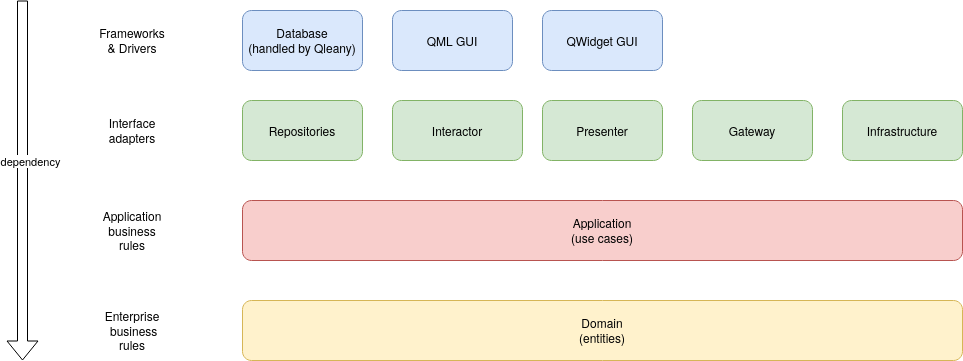 Frameworks
& Drivers
Database
(handled by Qleany)
QML GUI
QWidget GUI
Interface
adapters
Repositories
Interactor
Presenter
Gateway
Infrastructure
dependency
Application
business
rules
Application
(use cases)
Enterprise
business
rules
Domain
(entities)